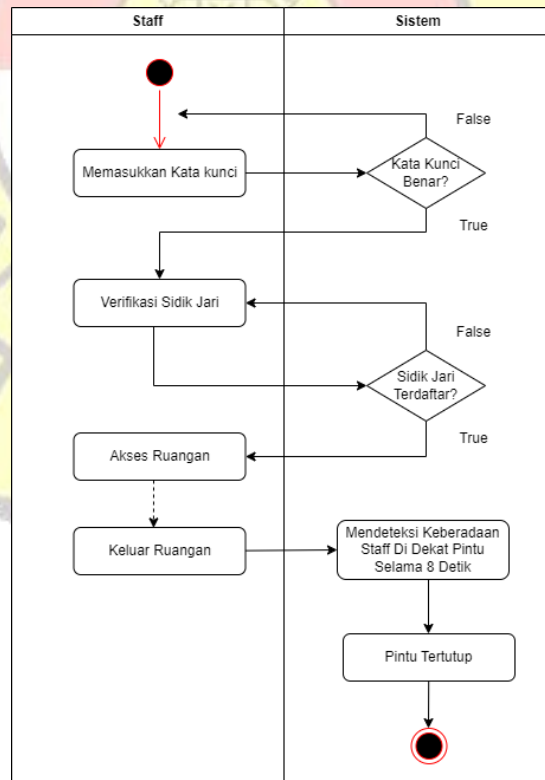 Staff
Sistem
False
Memasukkan Kata kunci
Kata Kunci
Benar?
True
Verifikasi Sidik Jari
False
Sidik Jari
Terdaftar?
True
Akses Ruangan
Keluar Ruangan
Mendeteksi Keberadaan
Staff Di Dekat Pintu
Selama 8 Detik
Pintu Tertutup